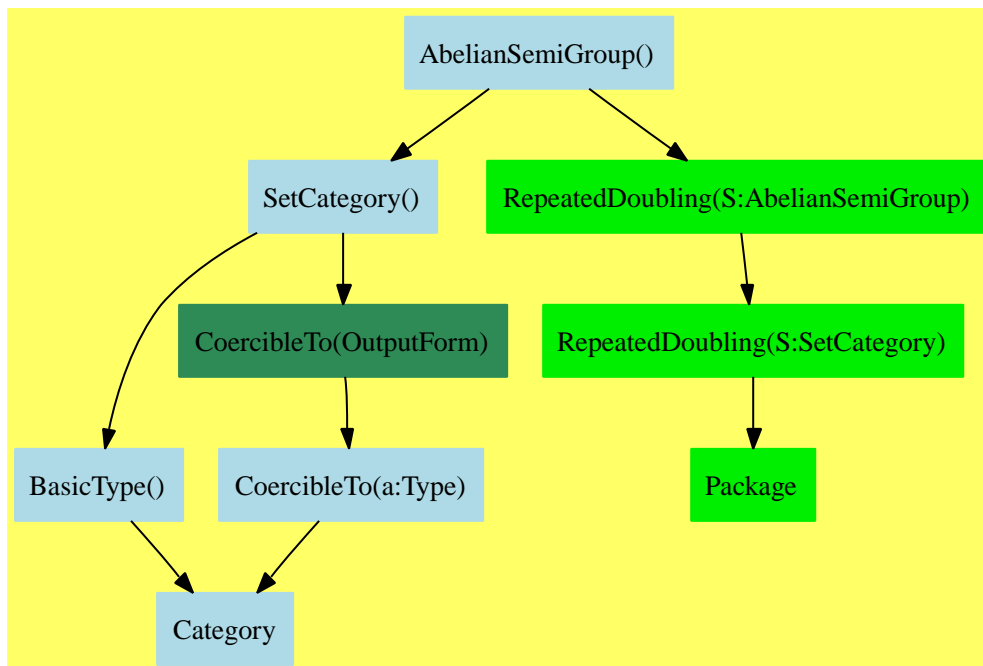 AbelianSemiGroup()
SetCategory()
RepeatedDoubling(S:AbelianSemiGroup)
CoercibleTo(OutputForm)
RepeatedDoubling(S:SetCategory)
BasicType()
CoercibleTo(a:Type)
Package
Category